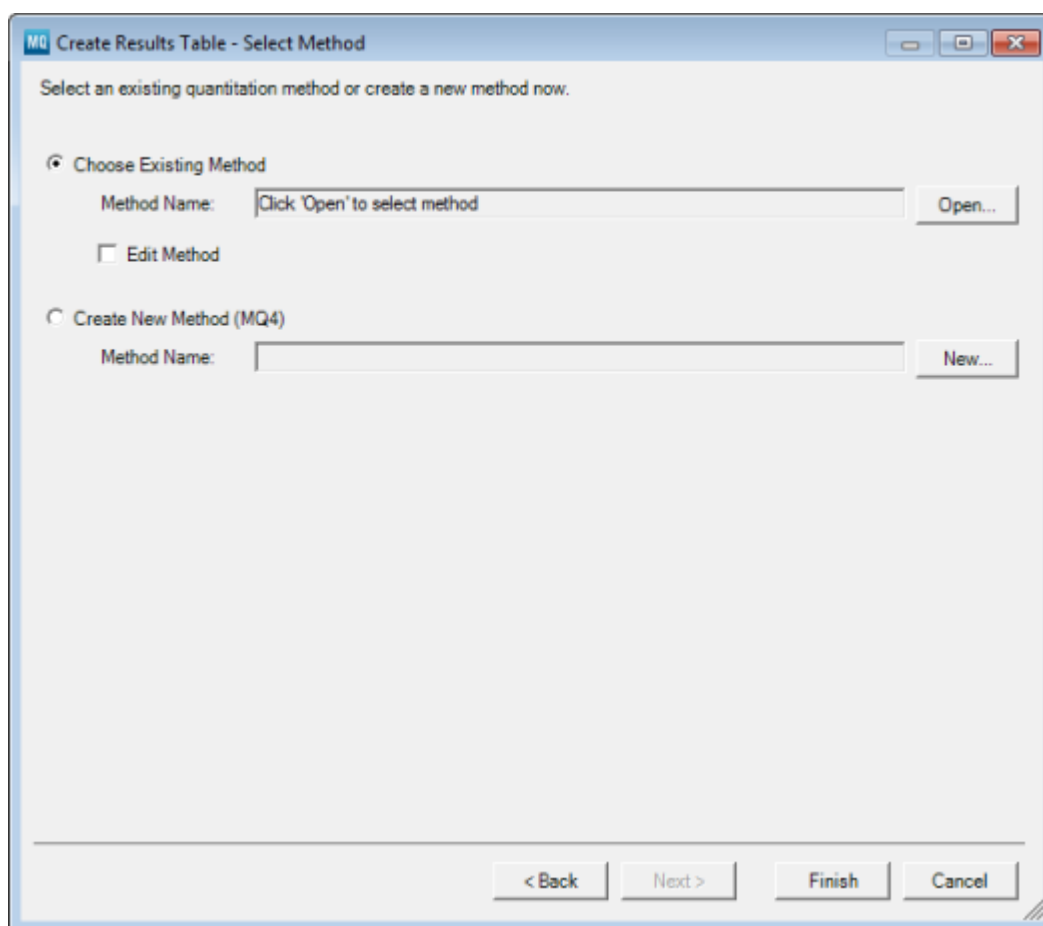 MQ Create Results Table - Select Method
Select an existing quantitation method or create a new method now.
Choose Existing Method
Method Name: Click 'Open' to select method Open...
Edit Method
Create New Method (MQ4)
Method Name: New...
< Back Next > Finish Cancel